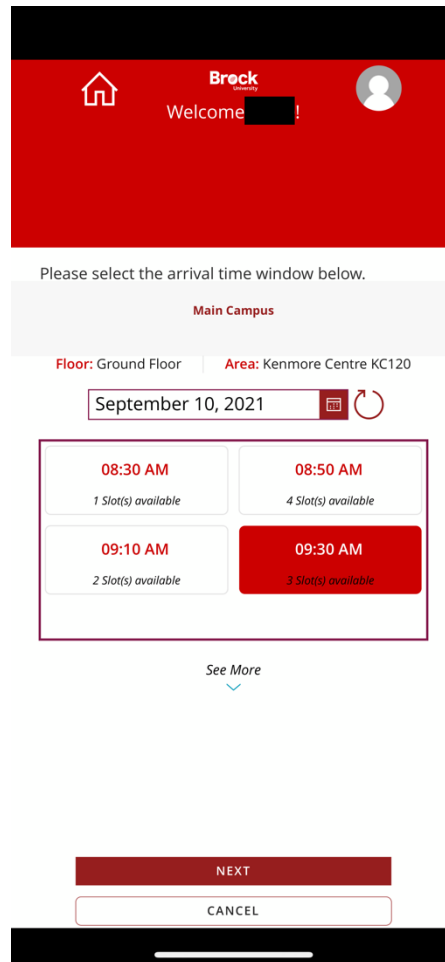 Brock
University
Welcome !
Please select the arrival time window below.
Main Campus
Floor: Ground Floor Area: Kenmore Centre KC120
September 10, 2021
08:30 AM 08:50 AM
1 Slot(s) available 4 Slot(s) available
09:10 AM 09:30 AM
2 Slot(s) available 3 Slot(s) available
See More
NEXT
CANCEL